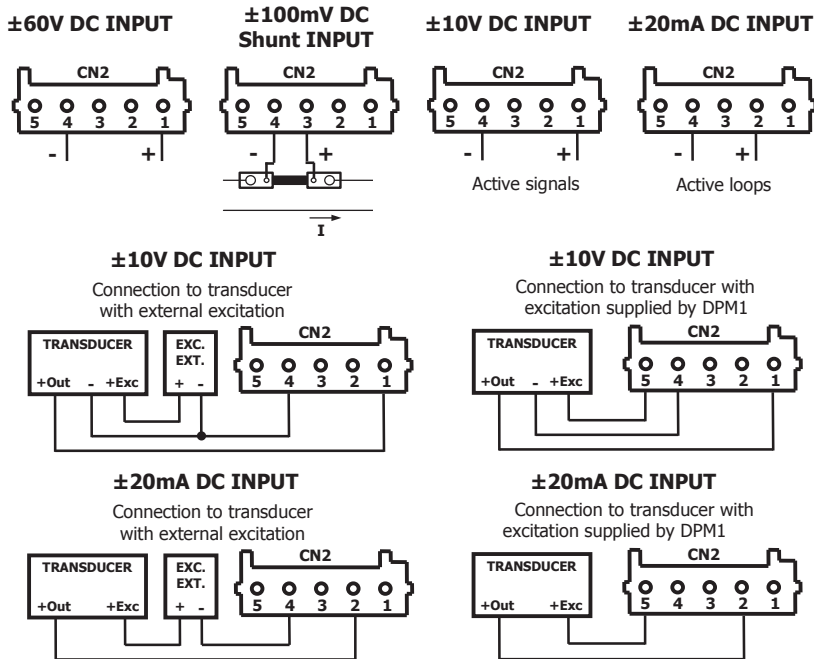 ±60V DC INPUT
CN2
5 4 3 2 1
- +
±100mV DC
Shunt INPUT
CN2
5 4 3 2 1
- +
I
±10V DC INPUT
CN2
5 4 3 2 1
- +
Active signals
±20mA DC INPUT
CN2
5 4 3 2 1
- +
Active loops
±10V DC INPUT
Connection to transducer
with external excitation
TRANSDUCER
+Out - +Exc
EXC.
EXT.
+ -
CN2
5 4 3 2 1
±10V DC INPUT
Connection to transducer with
excitation supplied by DPM1
TRANSDUCER
+Out - +Exc
CN2
5 4 3 2 1
±20mA DC INPUT
Connection to transducer
with external excitation
TRANSDUCER
+Out +Exc
EXC.
EXT.
+ -
CN2
5 4 3 2 1
±20mA DC INPUT
Connection to transducer with
excitation supplied by DPM1
TRANSDUCER
+Out +Exc
CN2
5 4 3 2 1